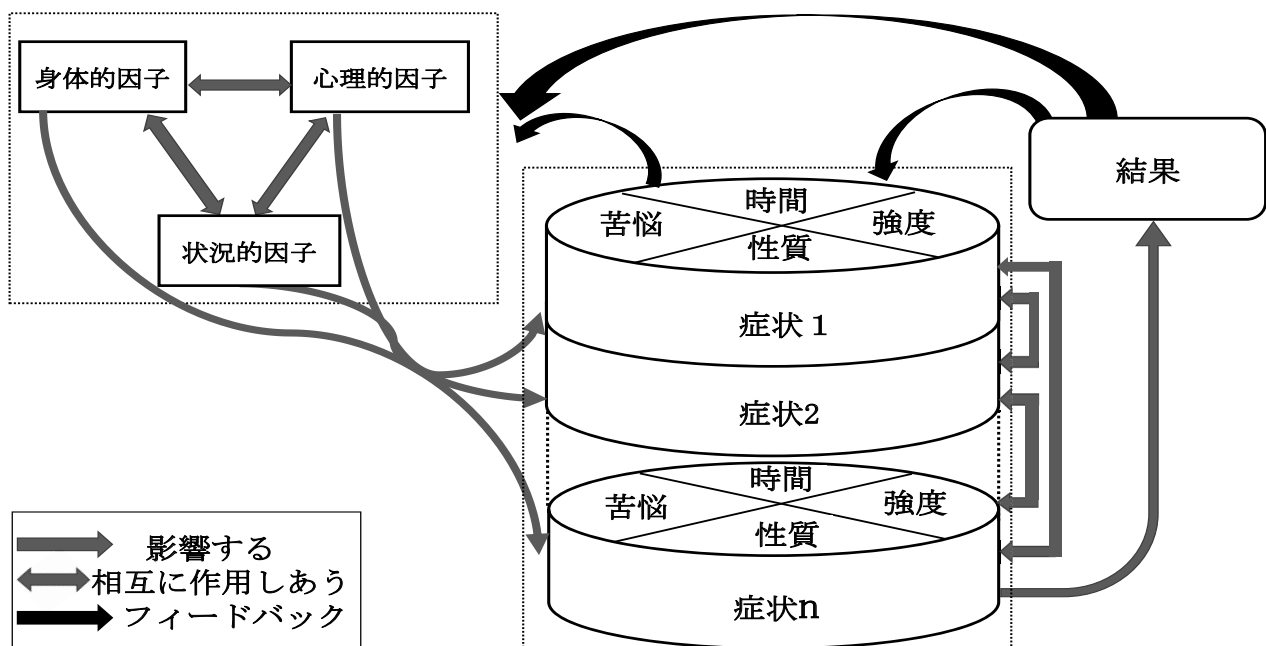 身体的因子
心理的因子
状況的因子
結果
時間
苦悩
強度
性質
症状１
症状2
時間
苦悩
強度
性質
症状n
影響する
相互に作用しあう
フィードバック